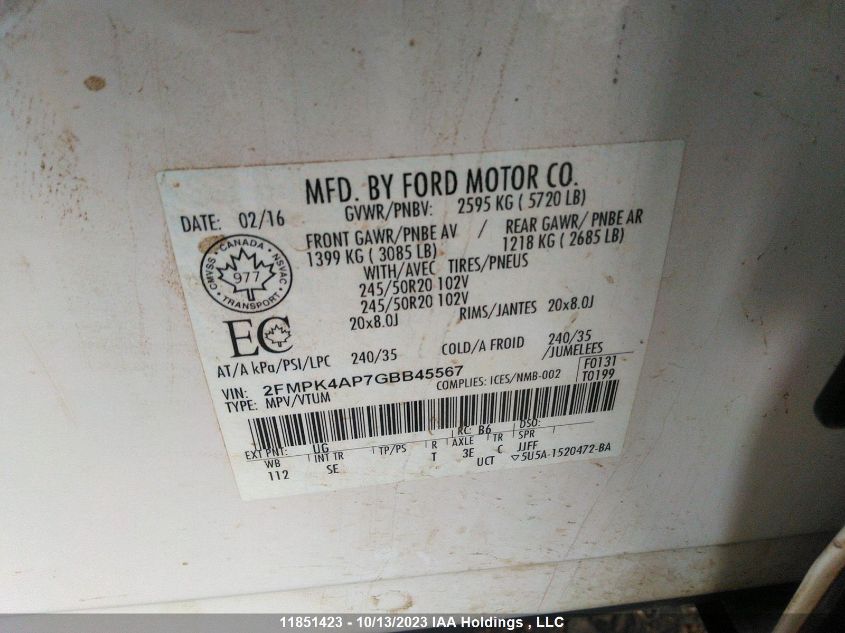 MFD. BY FORD MOTOR CO.
DATE: 02/16
GVWR/PNBV: 2595 KG ( 5720 LB)
FRONT GAWR/PNBE AV / REAR GAWR/ PNBE AR
1399 KG ( 3085 LB) 1218 KG ( 2685 LB)
WITH/AVEC TIRES/PNEUS
245/50R20 102V
245/50R20 102V
20x8.0J RIMS/JANTES 20x8.0J
CANADA
CMVSS NSVAC
977
TRANSPORT
EC
AT/A kPa/PSI/LPC 240/35 COLD/A FROID 240/35
/JUMELEES
VIN: 2FMPK4AP7GBB45567
COMPLIES: ICES/NMB-002
F0131
T0199
TYPE: MPV/VTUM
EXT PNT: UG RC: B6 DSO:
WB INT TR TP/PS R AXLE TR SPR
112 SE T 3E C JJFF
UCT ▽5U5A-1520472-BA
11851423 - 10/13/2023 IAA Holdings , LLC